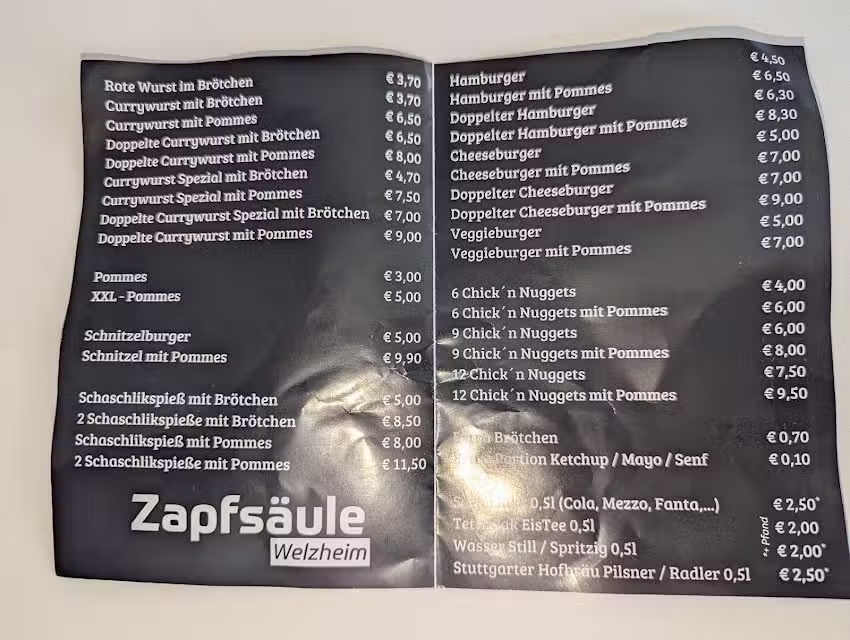 Rote Wurst im Brötchen € 3,70
Currywurst mit Brötchen € 3,70
Currywurst mit Pommes € 6,50
Doppelte Currywurst mit Brötchen € 6,50
Doppelte Currywurst mit Pommes € 8,00
Currywurst Spezial mit Brötchen € 4,70
Currywurst Spezial mit Pommes € 7,50
Doppelte Currywurst Spezial mit Brötchen € 7,00
Doppelte Currywurst mit Pommes € 9,00
Pommes € 3,00
XXL - Pommes € 5,00
Schnitzelburger € 5,00
Schnitzel mit Pommes € 9,90
Schaschlikspieß mit Brötchen € 5,00
2 Schaschlikspieße mit Brötchen € 8,50
Schaschlikspieß mit Pommes € 8,00
2 Schaschlikspieße mit Pommes € 11,50
Zapfsäule
Welzheim
Hamburger € 4,50
Hamburger mit Pommes € 6,50
Doppelter Hamburger € 6,30
Doppelter Hamburger mit Pommes € 8,30
Cheeseburger € 5,00
Cheeseburger mit Pommes € 7,00
Doppelter Cheeseburger € 7,00
Doppelter Cheeseburger mit Pommes € 9,00
Veggieburger € 5,00
Veggieburger mit Pommes € 7,00
6 Chick´n Nuggets € 4,00
6 Chick´n Nuggets mit Pommes € 6,00
9 Chick´n Nuggets € 6,00
9 Chick´n Nuggets mit Pommes € 8,00
12 Chick´n Nuggets € 7,50
12 Chick´n Nuggets mit Pommes € 9,50
Brötchen € 0,70
Portion Ketchup / Mayo / Senf € 0,10
0,5l (Cola, Mezzo, Fanta,...) € 2,50*
EisTee 0,5l € 2,00
Wasser Still / Spritzig 0,5l € 2,00*
Stuttgarter Hofbräu Pilsner / Radler 0,5l € 2,50*
*+ Pfand